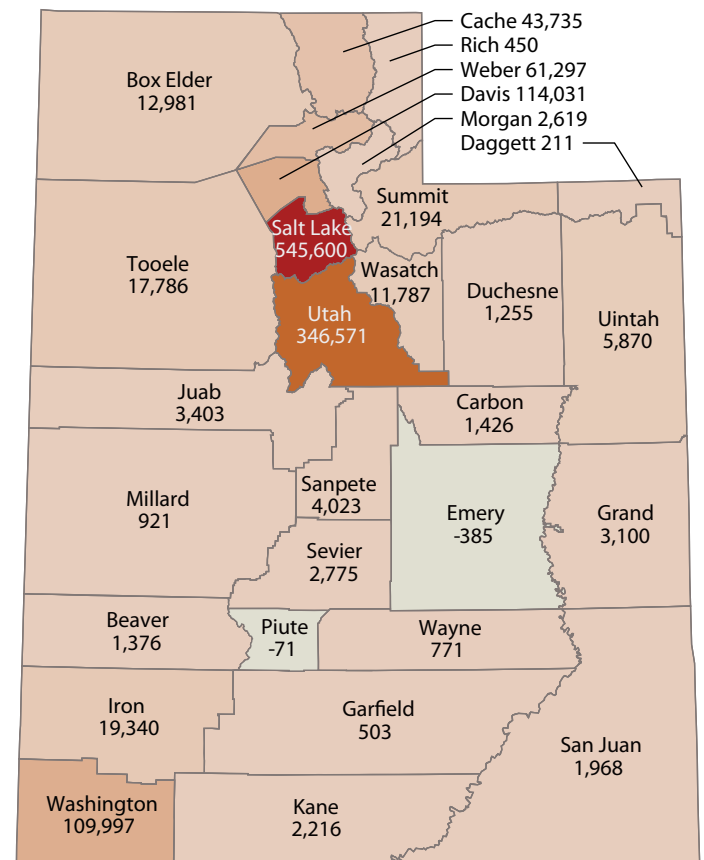 Cache 43,735
Rich 450
Weber 61,297
Davis 114,031
Morgan 2,619
Daggett 211
Box Elder
12,981
Summit
21,194
Salt Lake
545,600
Tooele
17,786
Wasatch
11,787
Duchesne
1,255
Uintah
5,870
Utah
346,571
Juab
3,403
Carbon
1,426
Sanpete
4,023
Millard
921
Emery
-385
Grand
3,100
Sevier
2,775
Beaver
1,376
Piute
-71
Wayne
771
Iron
19,340
Garfield
503
San Juan
1,968
Washington
109,997
Kane
2,216